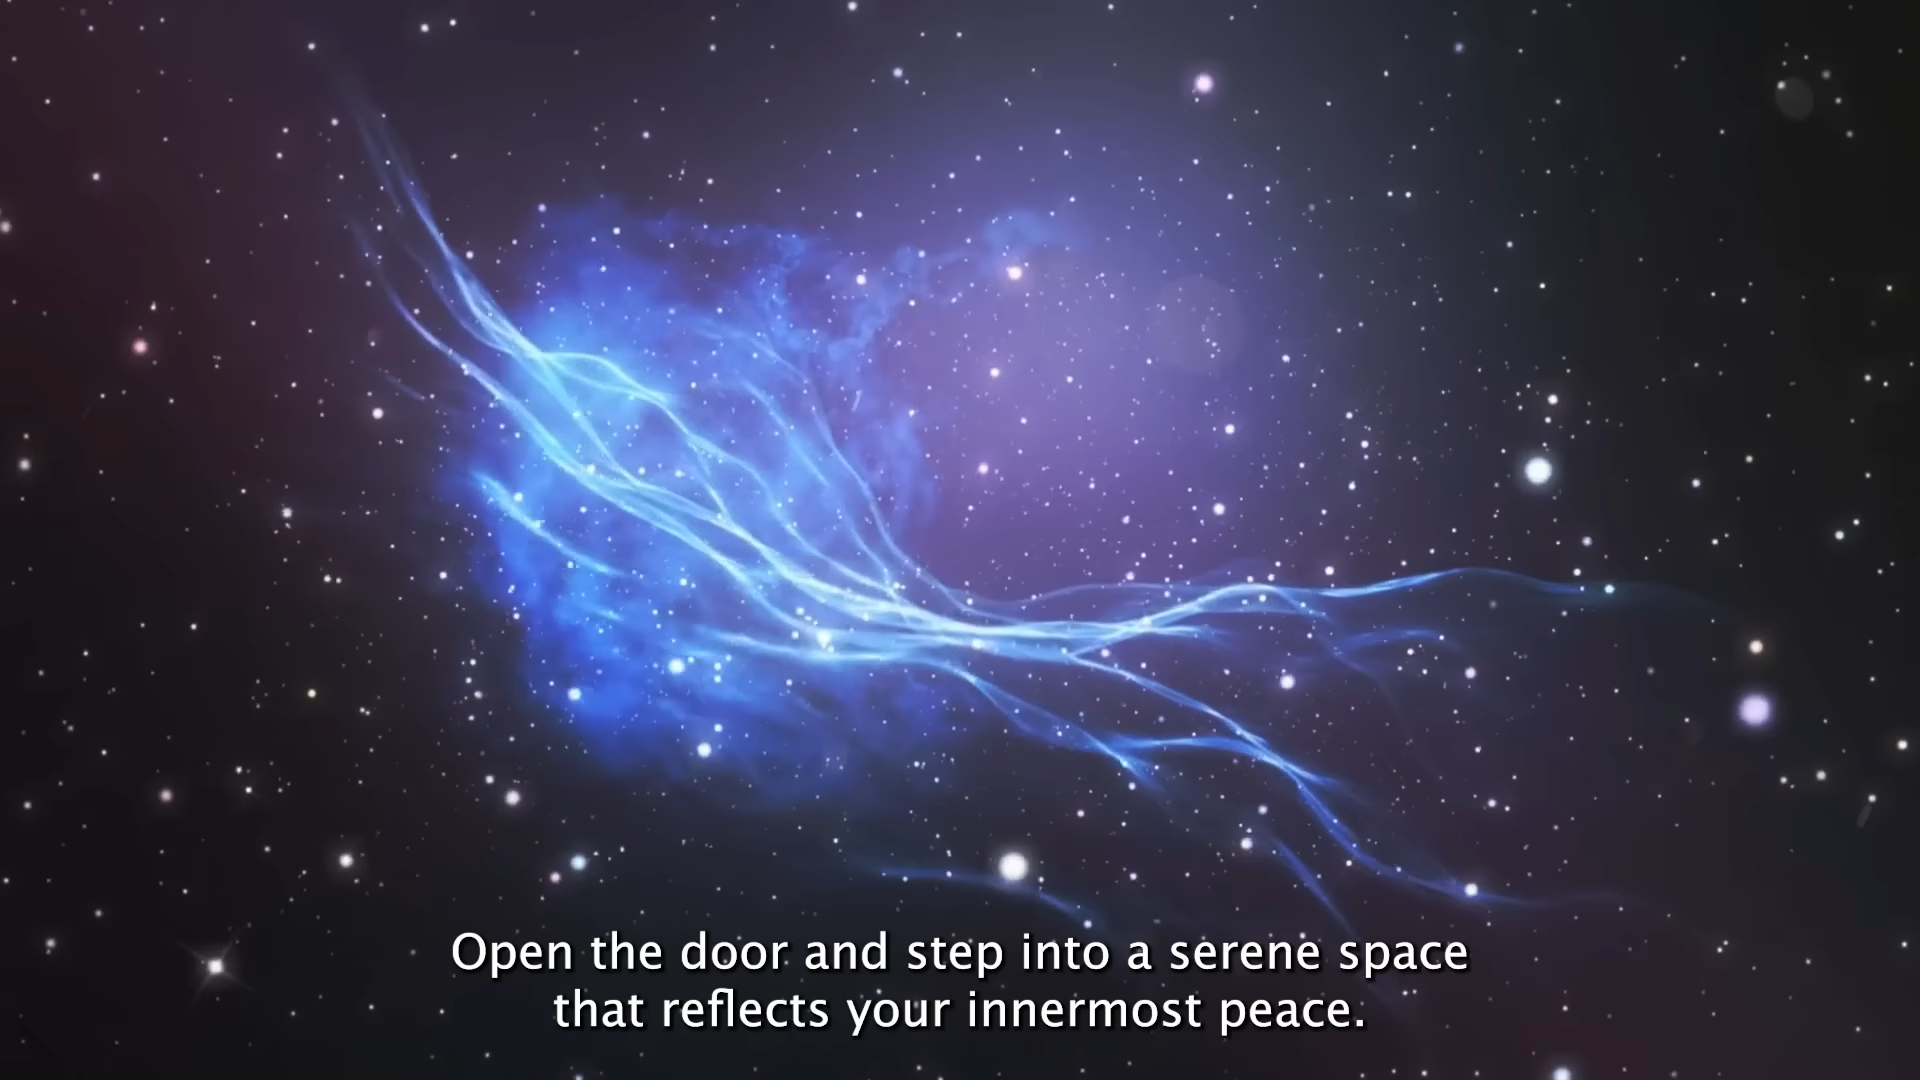 Open the door and step into a serene space
that reflects your innermost peace.